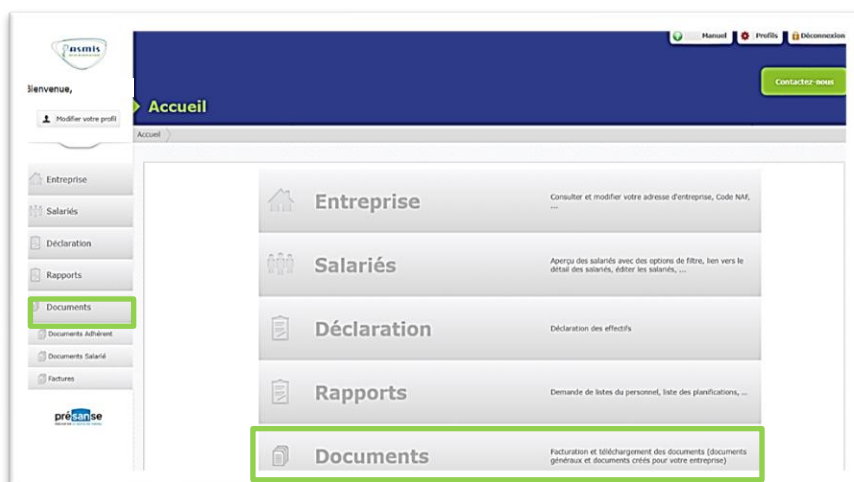 Pasmis
Manuel
Profils
Déconnexion
Bienvenue,
Contactez-nous
Modifier votre profil
Accueil
Accueil
Entreprise
Salariés
Déclaration
Rapports
Documents
Documents Adhérent
Documents Salarié
Factures
présanse
Entreprise
Consulter et modifier votre adresse d'entreprise, Code NAF,
...
Salariés
Aperçu des salariés avec des options de filtre, lien vers le
détail des salariés, éditer les salariés, ...
Déclaration
Déclaration des effectifs
Rapports
Demande de listes du personnel, liste des planifications, ...
Documents
Facturation et téléchargement des documents (documents
généraux et documents créés pour votre entreprise)